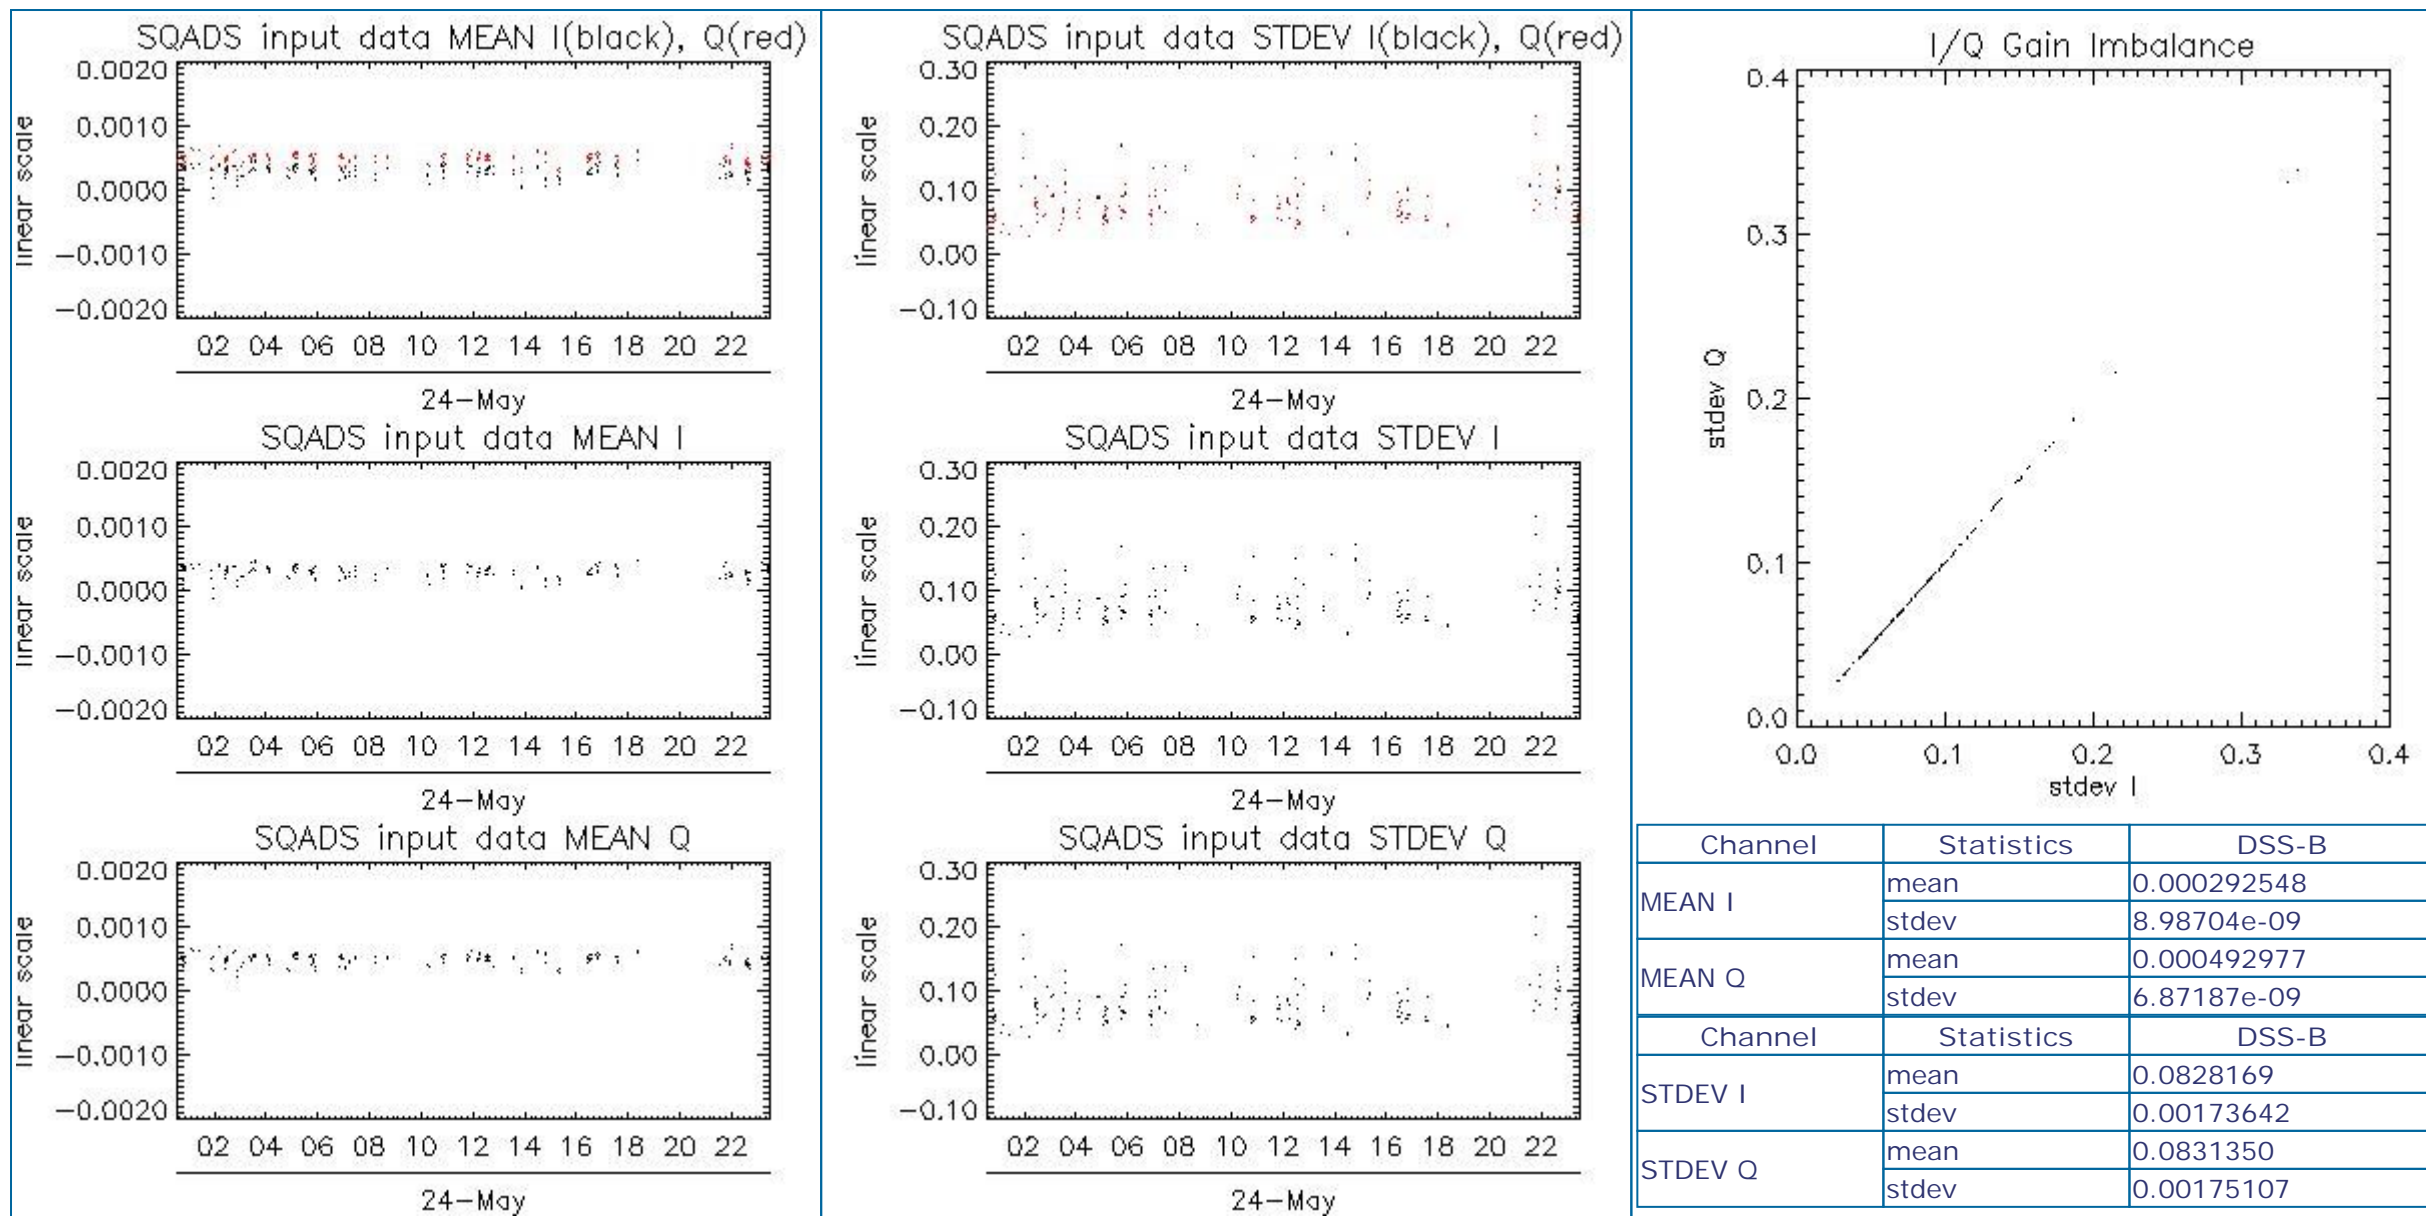 SQADS input data MEAN I(black), Q(red)
linear scale
0.0020
0.0010
0.0000
-0.0010
-0.0020
02 04 06 08 10 12 14 16 18 20 22
24-May
SQADS input data MEAN I
linear scale
0.0020
0.0010
0.0000
-0.0010
-0.0020
02 04 06 08 10 12 14 16 18 20 22
24-May
SQADS input data MEAN Q
linear scale
0.0020
0.0010
0.0000
-0.0010
-0.0020
02 04 06 08 10 12 14 16 18 20 22
24-May
SQADS input data STDEV I(black), Q(red)
linear scale
0.30
0.20
0.10
0.00
-0.10
02 04 06 08 10 12 14 16 18 20 22
24-May
SQADS input data STDEV I
linear scale
0.30
0.20
0.10
0.00
-0.10
02 04 06 08 10 12 14 16 18 20 22
24-May
SQADS input data STDEV Q
linear scale
0.30
0.20
0.10
0.00
-0.10
02 04 06 08 10 12 14 16 18 20 22
24-May
I/Q Gain Imbalance
stdev Q
0.4
0.3
0.2
0.1
0.0
0.0 0.1 0.2 0.3 0.4
stdev I
Channel Statistics DSS-B
MEAN I mean 0.000292548
stdev 8.98704e-09
MEAN Q mean 0.000492977
stdev 6.87187e-09
Channel Statistics DSS-B
STDEV I mean 0.0828169
stdev 0.00173642
STDEV Q mean 0.0831350
stdev 0.00175107